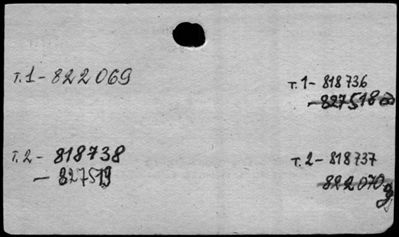 т.1 – 822069
т.2 – 818738
– 827519
т.1 – 818736
– 827518
т.2 – 818737
822070